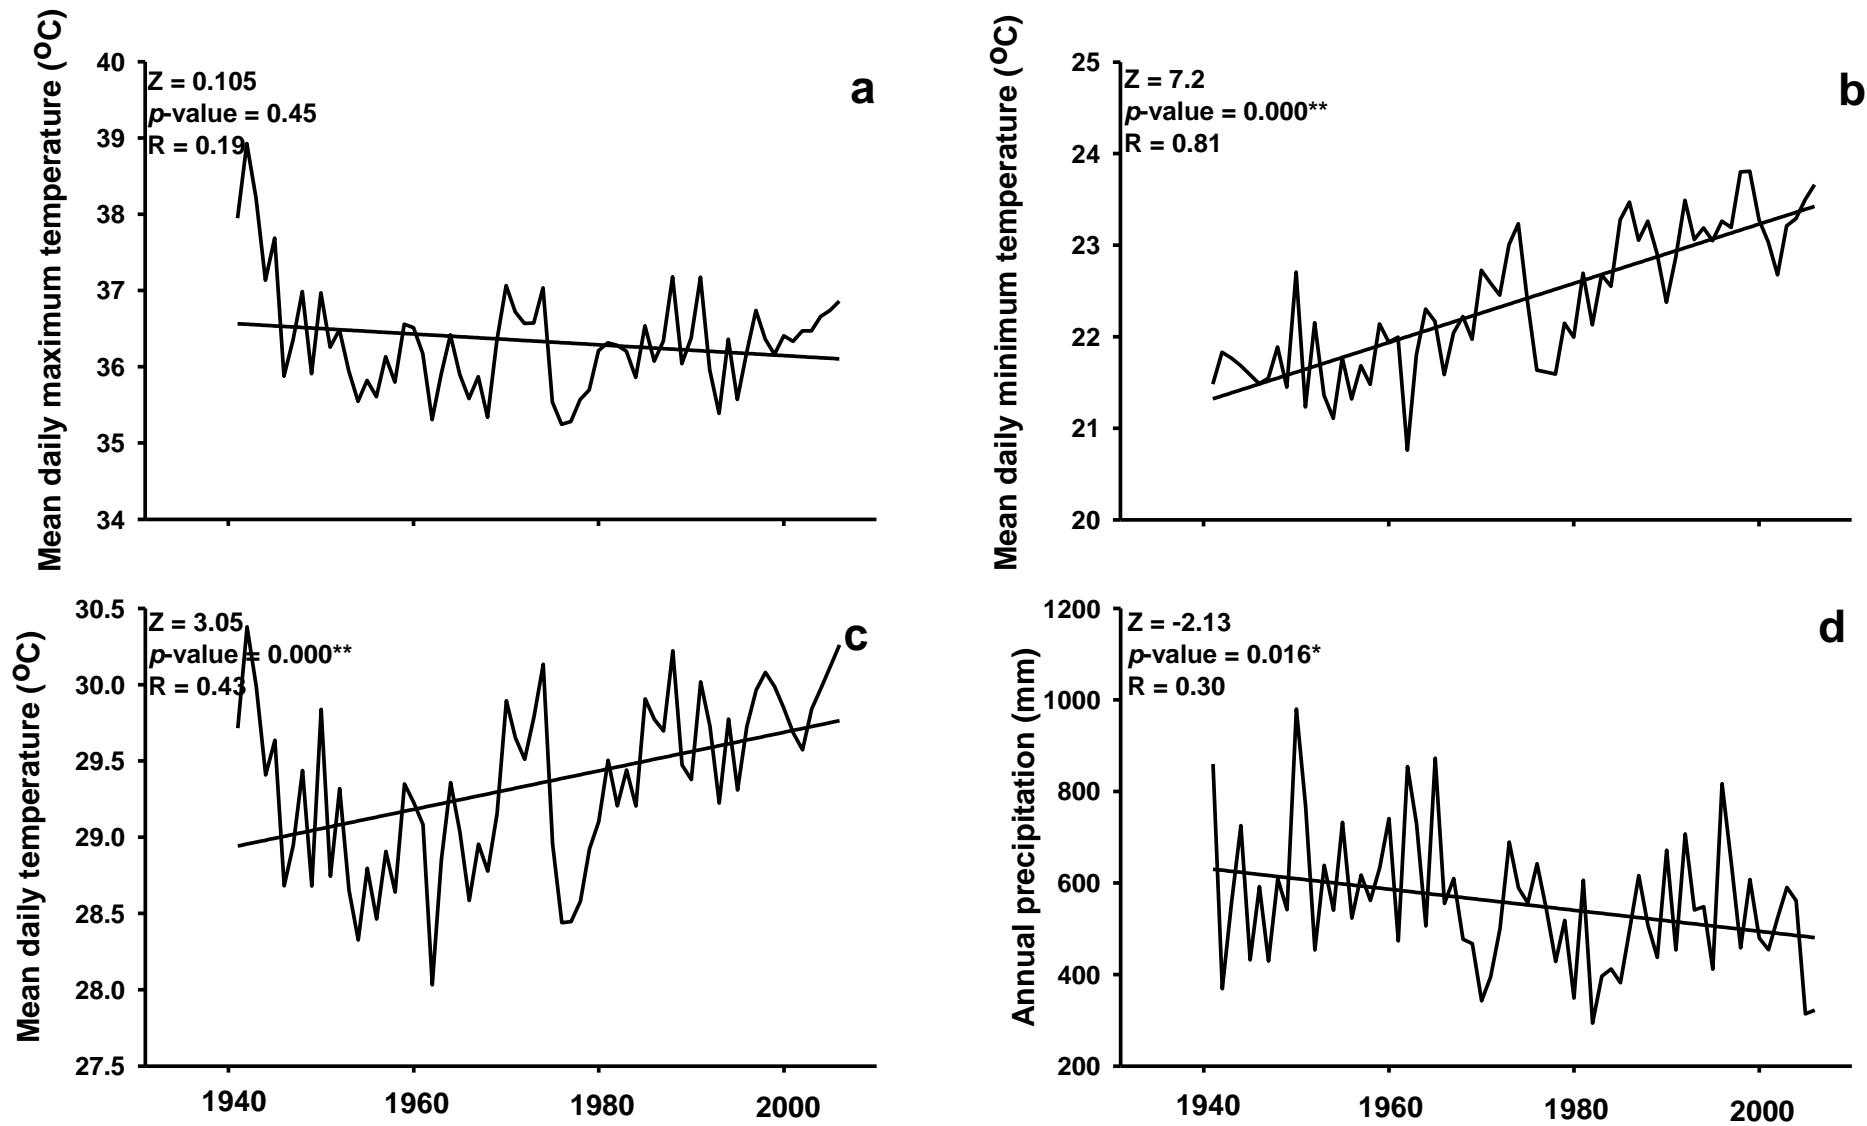 Mean daily maximum temperature (ºC)
40
39
38
37
36
35
34
Z = 0.105
p-value = 0.45
R = 0.19
a
Mean daily minimum temperature (ºC)
25
24
23
22
21
20
Z = 7.2
p-value = 0.000**
R = 0.81
b
Mean daily temperature (ºC)
30.5
30.0
29.5
29.0
28.5
28.0
27.5
Z = 3.05
p-value = 0.000**
R = 0.43
c
1940 1960 1980 2000
Annual precipitation (mm)
1200
1000
800
600
400
200
Z = -2.13
p-value = 0.016*
R = 0.30
d
1940 1960 1980 2000